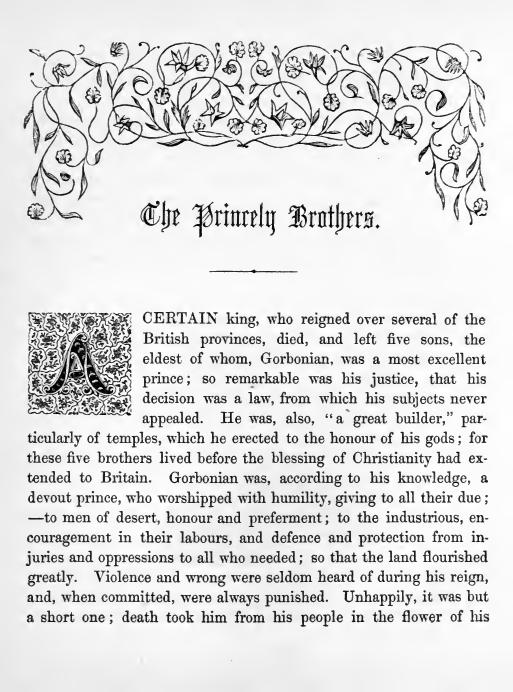 The Princely Brothers.
A CERTAIN king, who reigned over several of the
British provinces, died, and left five sons, the
eldest of whom, Gorbonian, was a most excellent
prince; so remarkable was his justice, that his
decision was a law, from which his subjects never
appealed. He was, also, "a great builder," par-
ticularly of temples, which he erected to the honour of his gods; for
these five brothers lived before the blessing of Christianity had ex-
tended to Britain. Gorbonian was, according to his knowledge, a
devout prince, who worshipped with humility, giving to all their due;
—to men of desert, honour and preferment; to the industrious, en-
couragement in their labours, and defence and protection from in-
juries and oppressions to all who needed; so that the land flourished
greatly. Violence and wrong were seldom heard of during his reign,
and, when committed, were always punished. Unhappily, it was but
a short one; death took him from his people in the flower of his